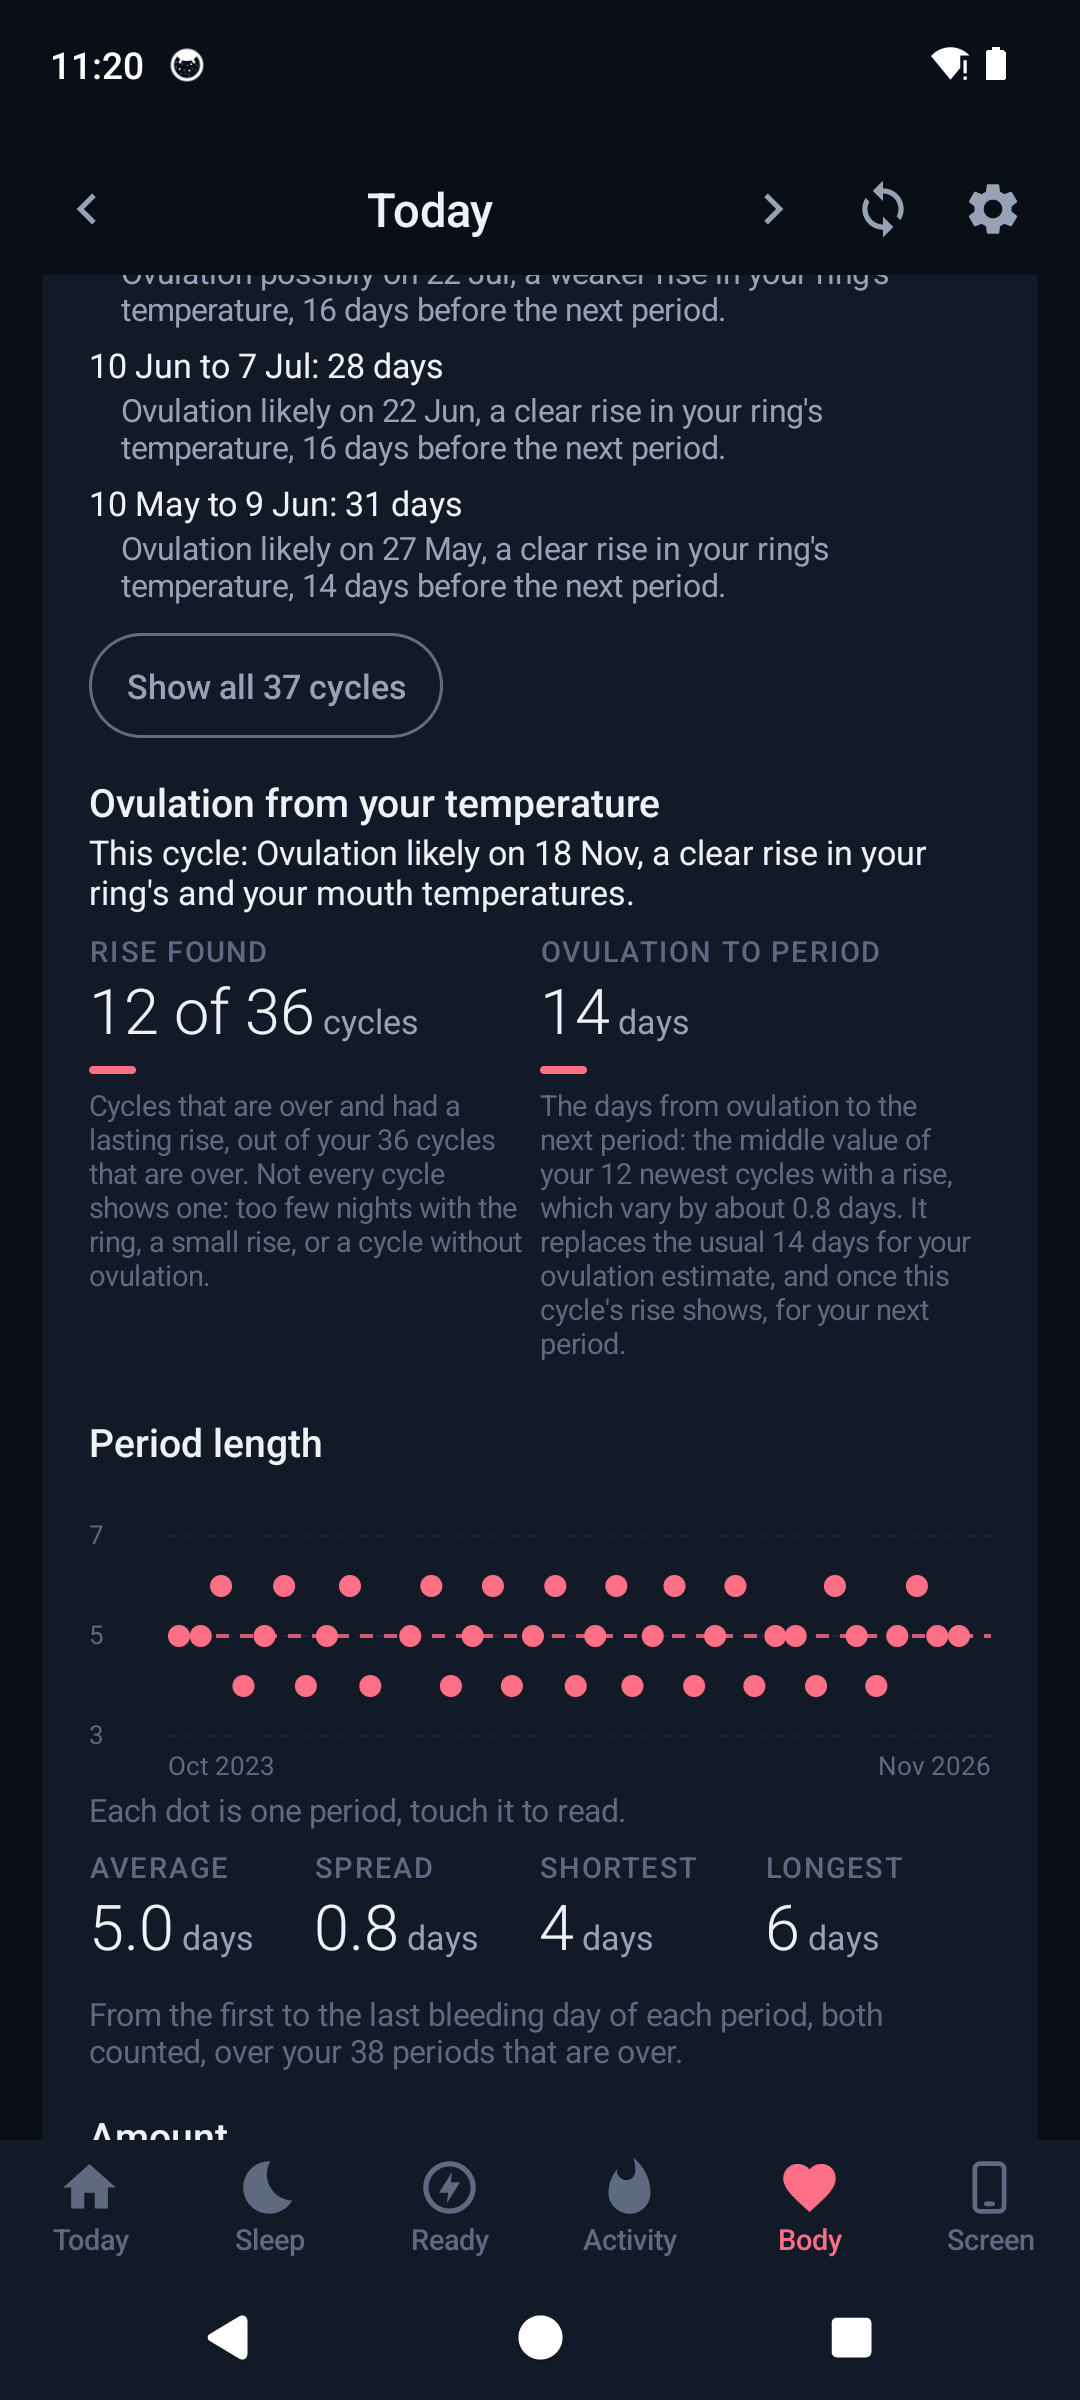 11:20
Today
Ovulation possibly on 22 Jul, a weaker rise in your ring's
temperature, 16 days before the next period.
10 Jun to 7 Jul: 28 days
Ovulation likely on 22 Jun, a clear rise in your ring's
temperature, 16 days before the next period.
10 May to 9 Jun: 31 days
Ovulation likely on 27 May, a clear rise in your ring's
temperature, 14 days before the next period.
Show all 37 cycles
Ovulation from your temperature
This cycle: Ovulation likely on 18 Nov, a clear rise in your
ring's and your mouth temperatures.
RISE FOUND
12 of 36 cycles
Cycles that are over and had a
lasting rise, out of your 36 cycles
that are over. Not every cycle
shows one: too few nights with the
ring, a small rise, or a cycle without
ovulation.
OVULATION TO PERIOD
14 days
The days from ovulation to the
next period: the middle value of
your 12 newest cycles with a rise,
which vary by about 0.8 days. It
replaces the usual 14 days for your
ovulation estimate, and once this
cycle's rise shows, for your next
period.
Period length
7
5
3
Oct 2023 Nov 2026
Each dot is one period, touch it to read.
AVERAGE SPREAD SHORTEST LONGEST
5.0 days 0.8 days 4 days 6 days
From the first to the last bleeding day of each period, both
counted, over your 38 periods that are over.
Amount
Today Sleep Ready Activity Body Screen